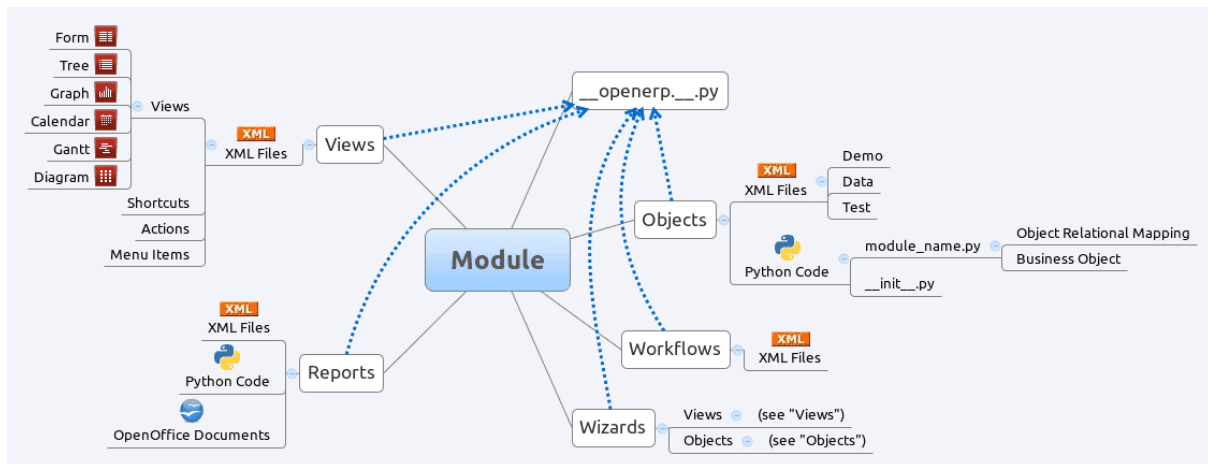 Form
Tree
Graph
Calendar
Gantt
Diagram
Views
XML
XML Files
Shortcuts
Actions
Menu Items
Views
__openerp.__.py
Module
Objects
XML
XML Files
Demo
Data
Test
Python Code
module_name.py
Object Relational Mapping
Business Object
__init__.py
XML
XML Files
Python Code
OpenOffice Documents
Reports
Workflows
XML
XML Files
Wizards
Views
(see "Views")
Objects
(see "Objects")